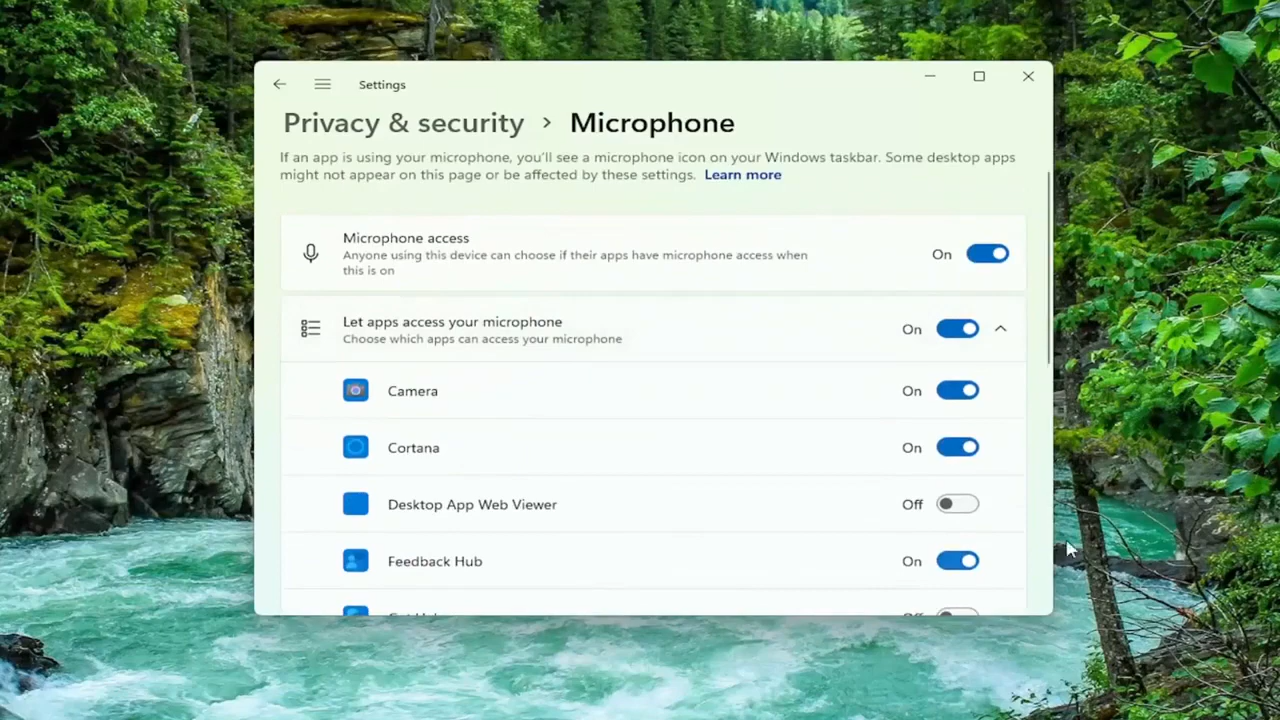 Settings
Privacy & security > Microphone
If an app is using your microphone, you'll see a microphone icon on your Windows taskbar. Some desktop apps
might not appear on this page or be affected by these settings. Learn more
Microphone access
Anyone using this device can choose if their apps have microphone access when
this is on
On
Let apps access your microphone
Choose which apps can access your microphone
On
Camera
On
Cortana
On
Desktop App Web Viewer
Off
Feedback Hub
On